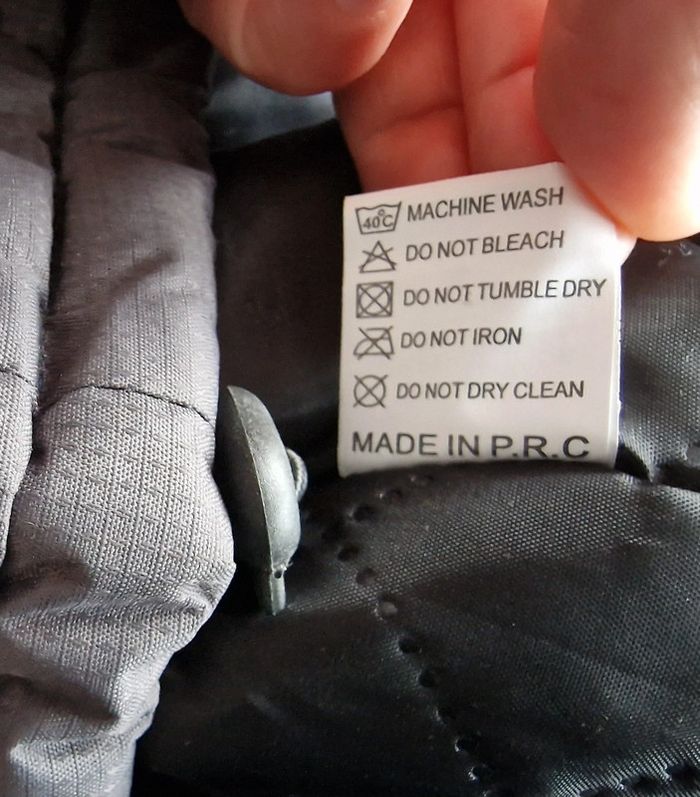 40°C MACHINE WASH
DO NOT BLEACH
DO NOT TUMBLE DRY
DO NOT IRON
DO NOT DRY CLEAN
MADE IN P.R.C